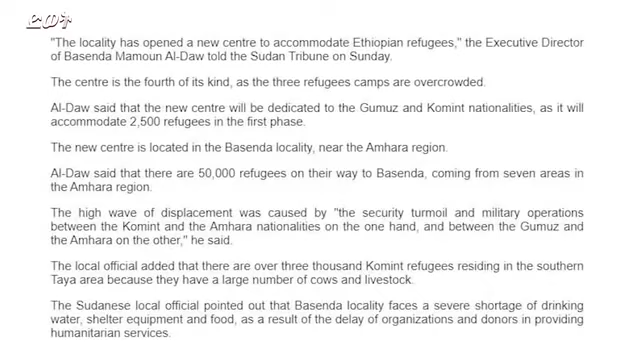 ድምጽ
"The locality has opened a new centre to accommodate Ethiopian refugees," the Executive Director
of Basenda Mamoun Al-Daw told the Sudan Tribune on Sunday.
The centre is the fourth of its kind, as the three refugees camps are overcrowded.
Al-Daw said that the new centre will be dedicated to the Gumuz and Komint nationalities, as it will
accommodate 2,500 refugees in the first phase.
The new centre is located in the Basenda locality, near the Amhara region.
Al-Daw said that there are 50,000 refugees on their way to Basenda, coming from seven areas in
the Amhara region.
The high wave of displacement was caused by "the security turmoil and military operations
between the Komint and the Amhara nationalities on the one hand, and between the Gumuz and
the Amhara on the other," he said.
The local official added that there are over three thousand Komint refugees residing in the southern
Taya area because they have a large number of cows and livestock.
The Sudanese local official pointed out that Basenda locality faces a severe shortage of drinking
water, shelter equipment and food, as a result of the delay of organizations and donors in providing
humanitarian services.